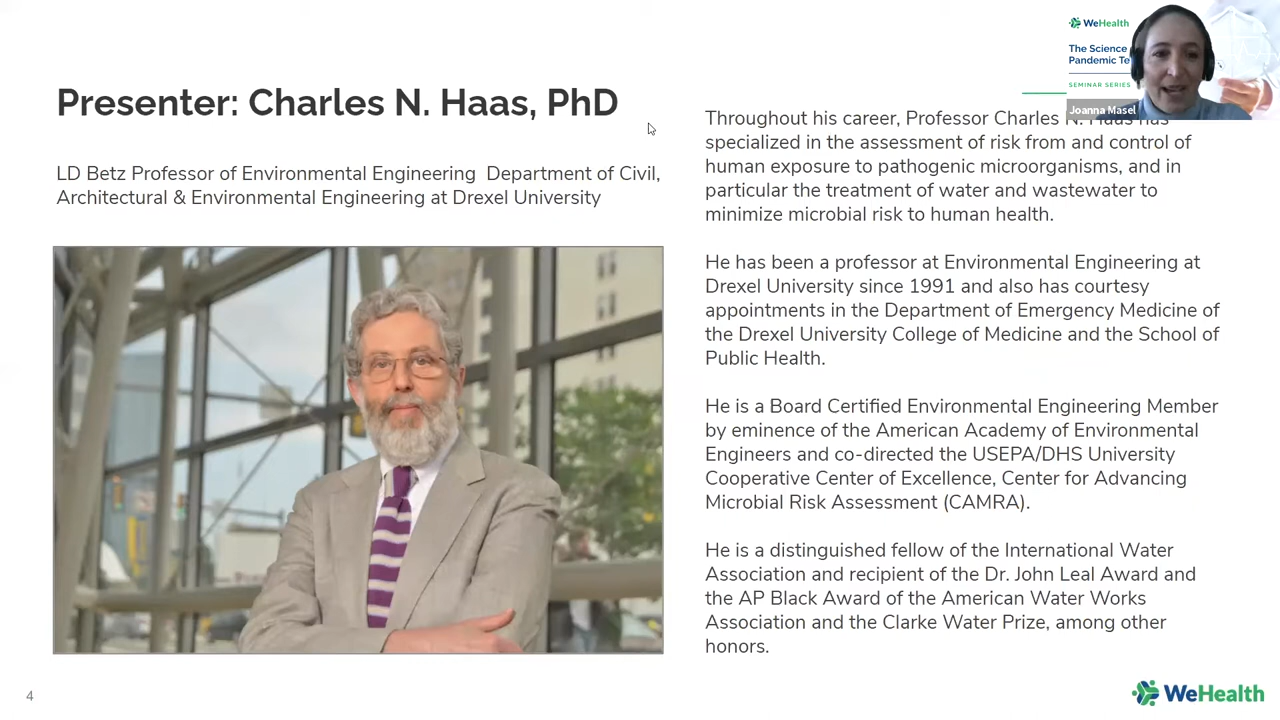 Presenter: Charles N. Haas, PhD
LD Betz Professor of Environmental Engineering Department of Civil,
Architectural & Environmental Engineering at Drexel University
Throughout his career, Professor Charles N. Haas has
specialized in the assessment of risk from and control of
human exposure to pathogenic microorganisms, and in
particular the treatment of water and wastewater to
minimize microbial risk to human health.
He has been a professor at Environmental Engineering at
Drexel University since 1991 and also has courtesy
appointments in the Department of Emergency Medicine of
the Drexel University College of Medicine and the School of
Public Health.
He is a Board Certified Environmental Engineering Member
by eminence of the American Academy of Environmental
Engineers and co-directed the USEPA/DHS University
Cooperative Center of Excellence, Center for Advancing
Microbial Risk Assessment (CAMRA).
He is a distinguished fellow of the International Water
Association and recipient of the Dr. John Leal Award and
the AP Black Award of the American Water Works
Association and the Clarke Water Prize, among other
honors.
WeHealth
The Science
Pandemic Te
SEMINAR SERIES
Joanna Masel
4
WeHealth